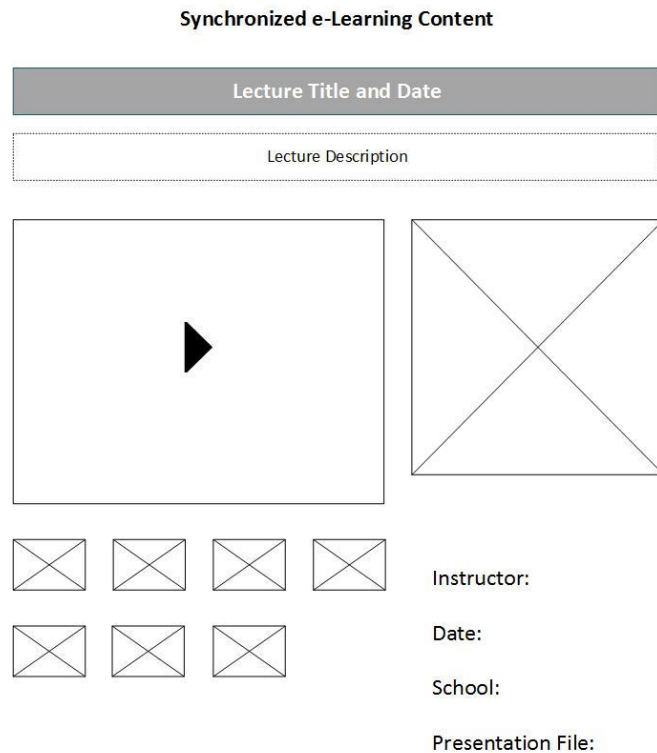 Synchronized e-Learning Content
Lecture Title and Date
Lecture Description
Instructor:
Date:
School:
Presentation File: